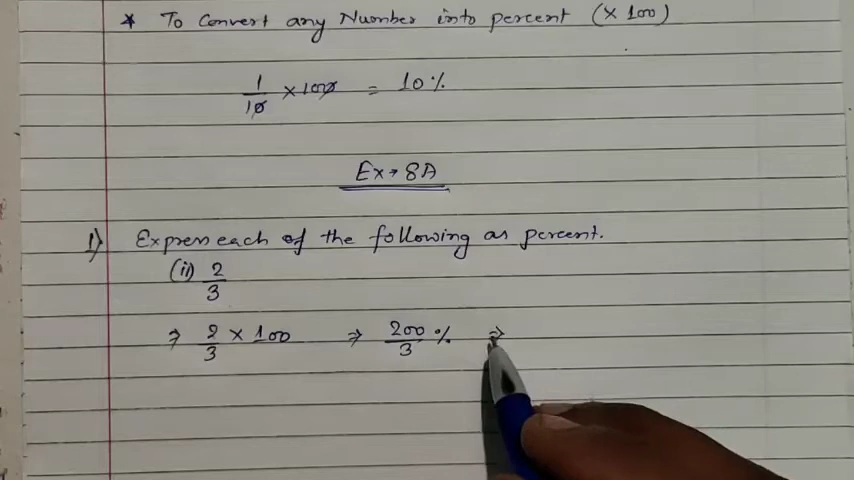 * To Convert any Number into percent (× 100)
1/10 × 100 = 10%
Ex → 8A
1) Express each of the following as percent.
(ii) 2/3
⇒ 2/3 × 100 ⇒ 200/3 % ⇒